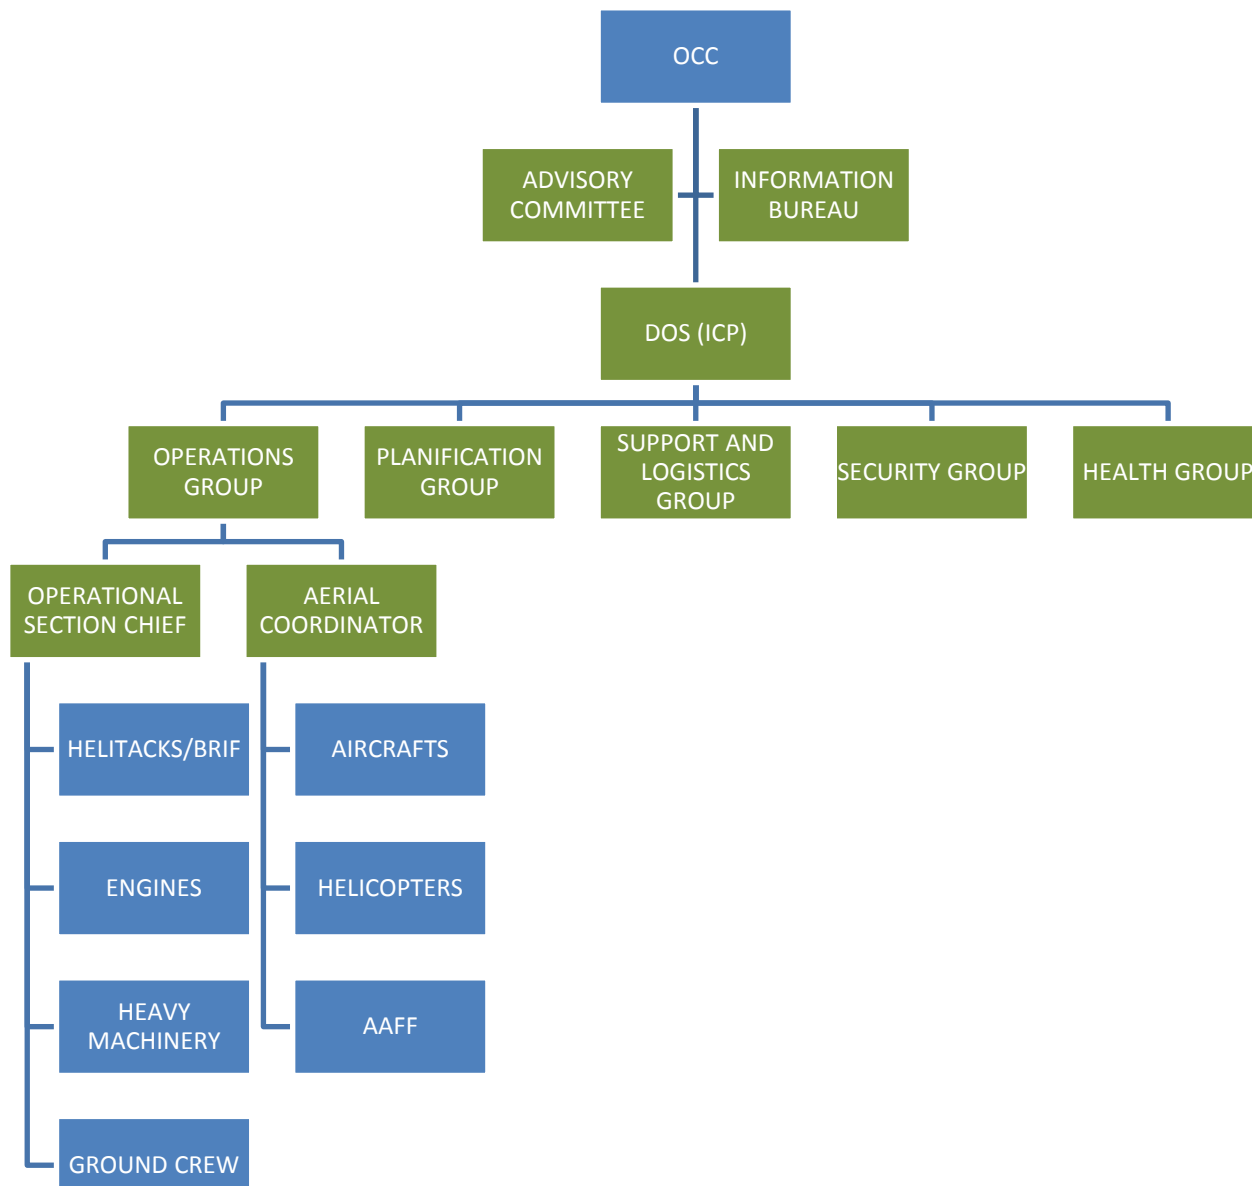 OCC
ADVISORY
COMMITTEE
INFORMATION
BUREAU
DOS (ICP)
OPERATIONS
GROUP
PLANIFICATION
GROUP
SUPPORT AND
LOGISTICS
GROUP
SECURITY GROUP
HEALTH GROUP
OPERATIONAL
SECTION CHIEF
AERIAL
COORDINATOR
HELITACKS/BRIF
AIRCRAFTS
ENGINES
HELICOPTERS
HEAVY
MACHINERY
AAFF
GROUND CREW